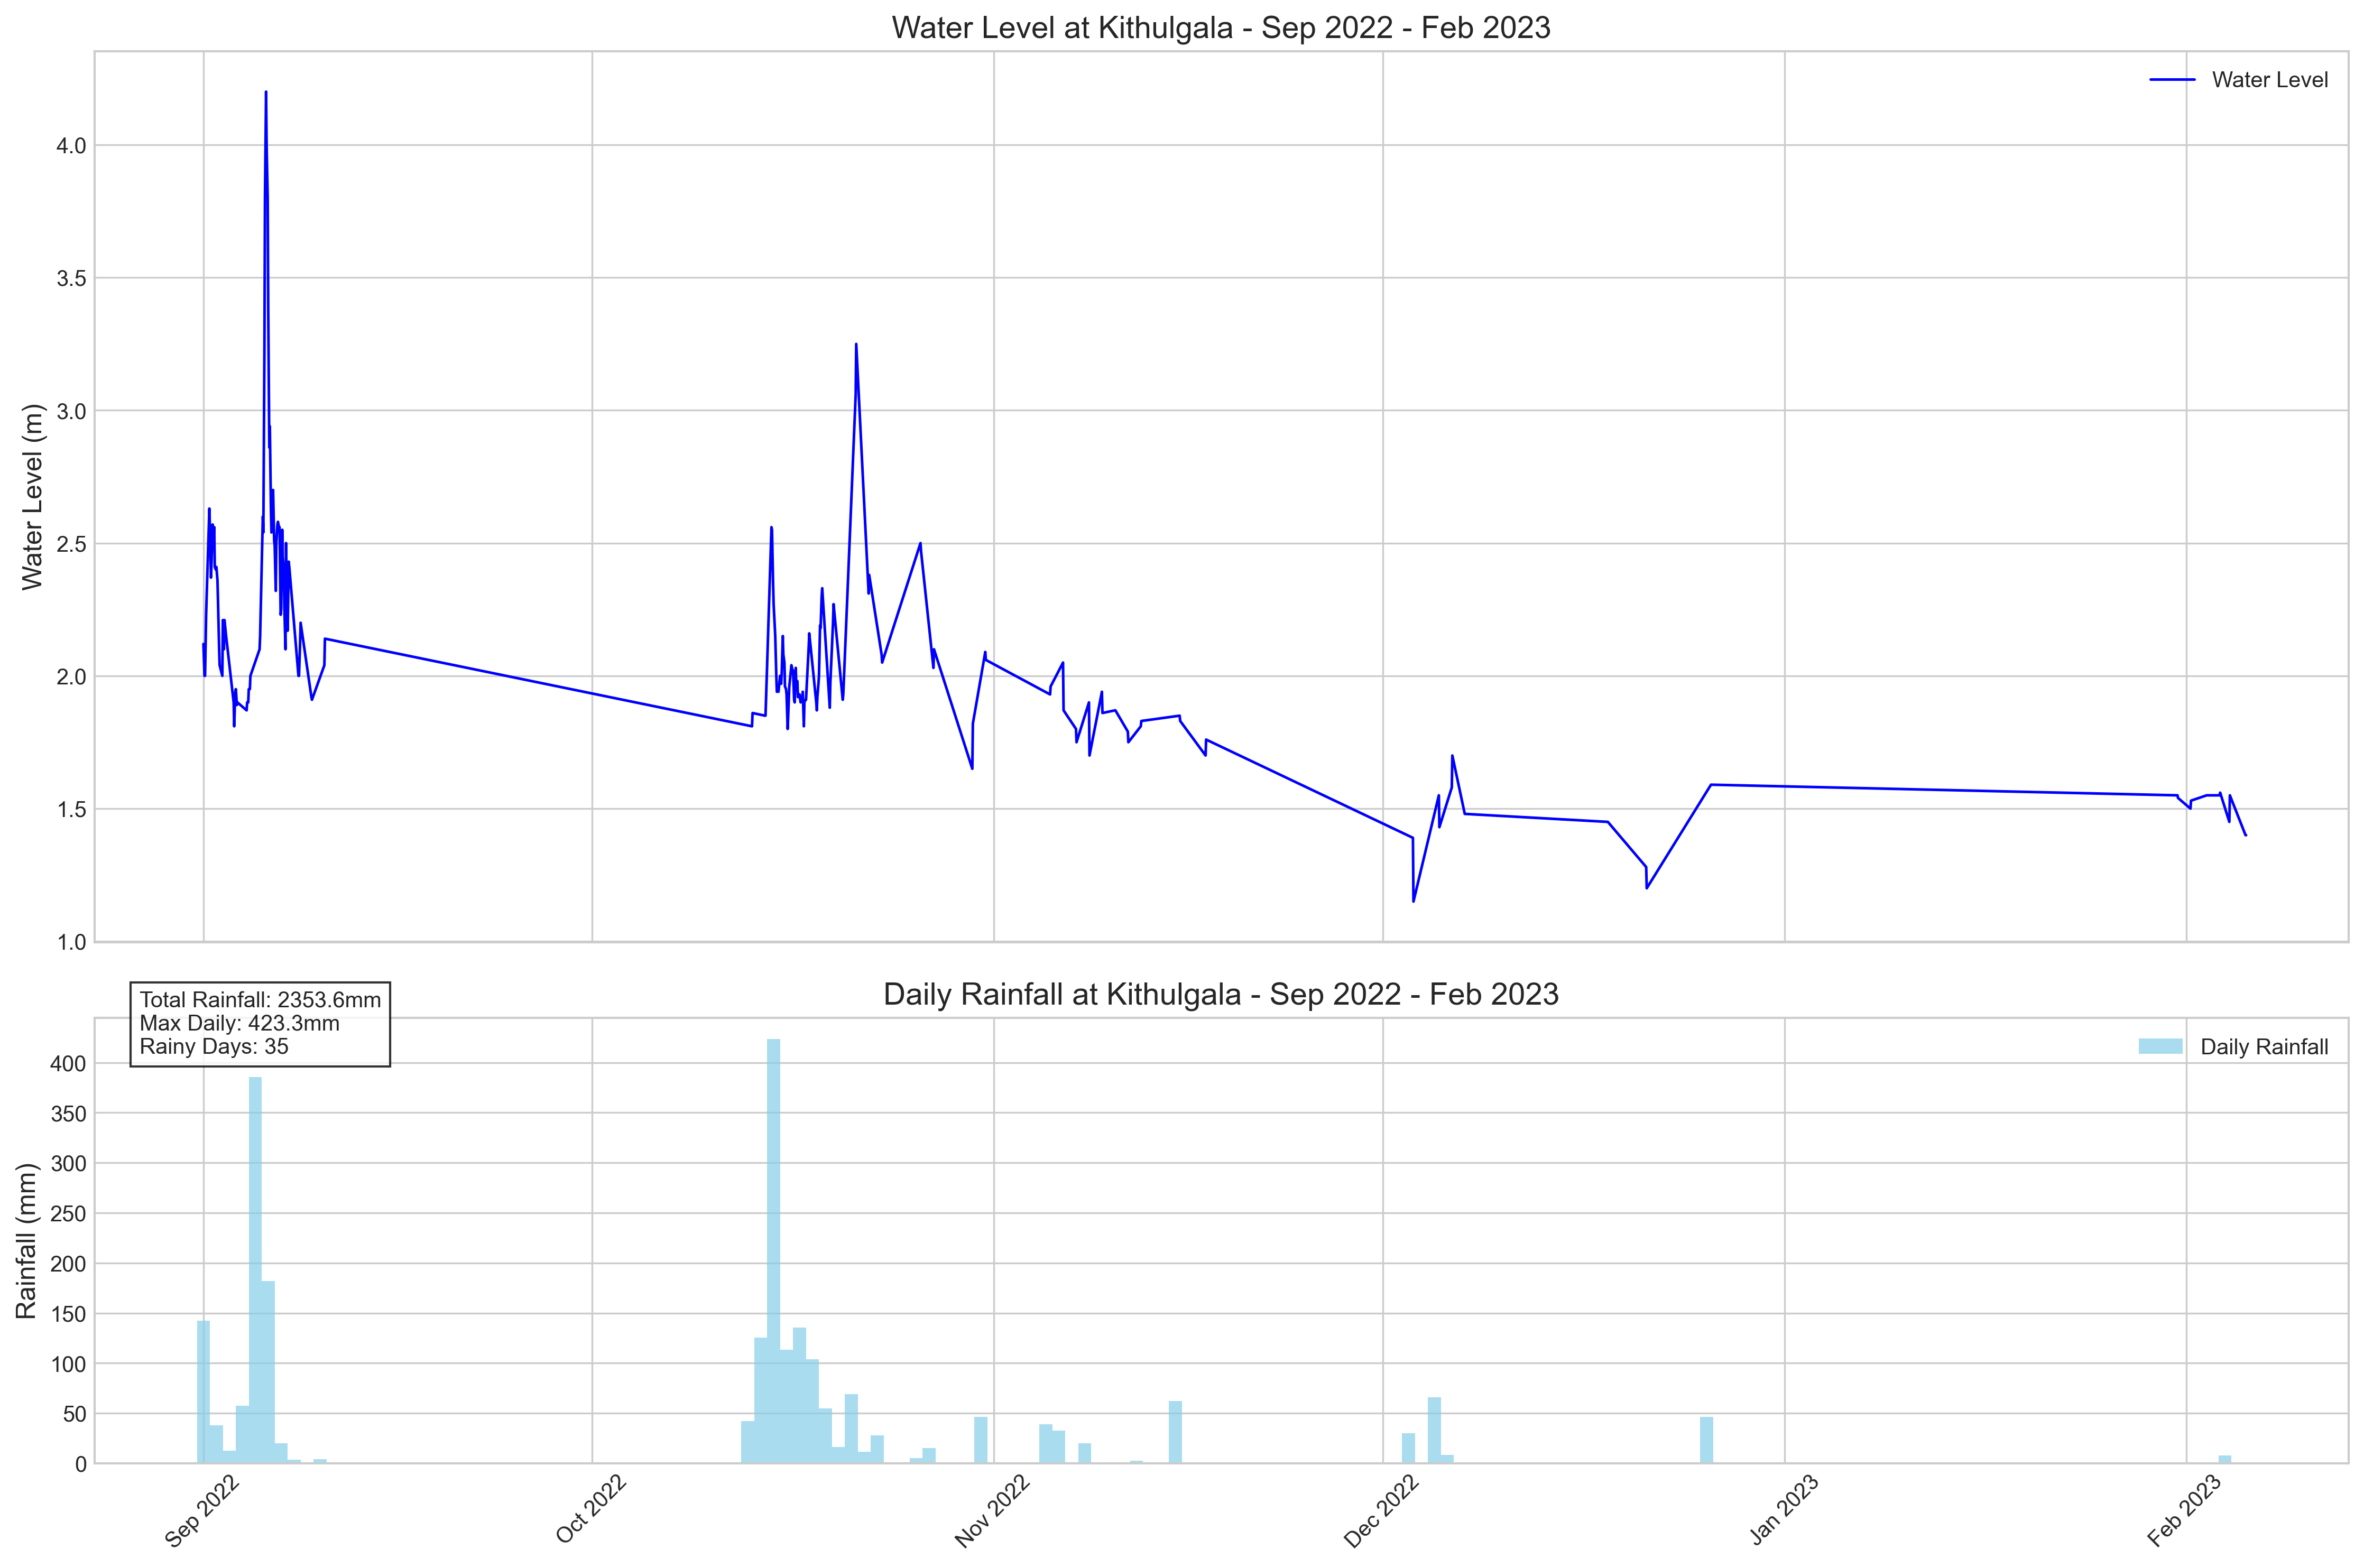 Water Level at Kithulgala - Sep 2022 - Feb 2023
Water Level
Water Level (m)
4.0
3.5
3.0
2.5
2.0
1.5
1.0
Total Rainfall: 2353.6mm
Max Daily: 423.3mm
Rainy Days: 35
Daily Rainfall at Kithulgala - Sep 2022 - Feb 2023
Daily Rainfall
Rainfall (mm)
400
350
300
250
200
150
100
50
0
Sep 2022
Oct 2022
Nov 2022
Dec 2022
Jan 2023
Feb 2023